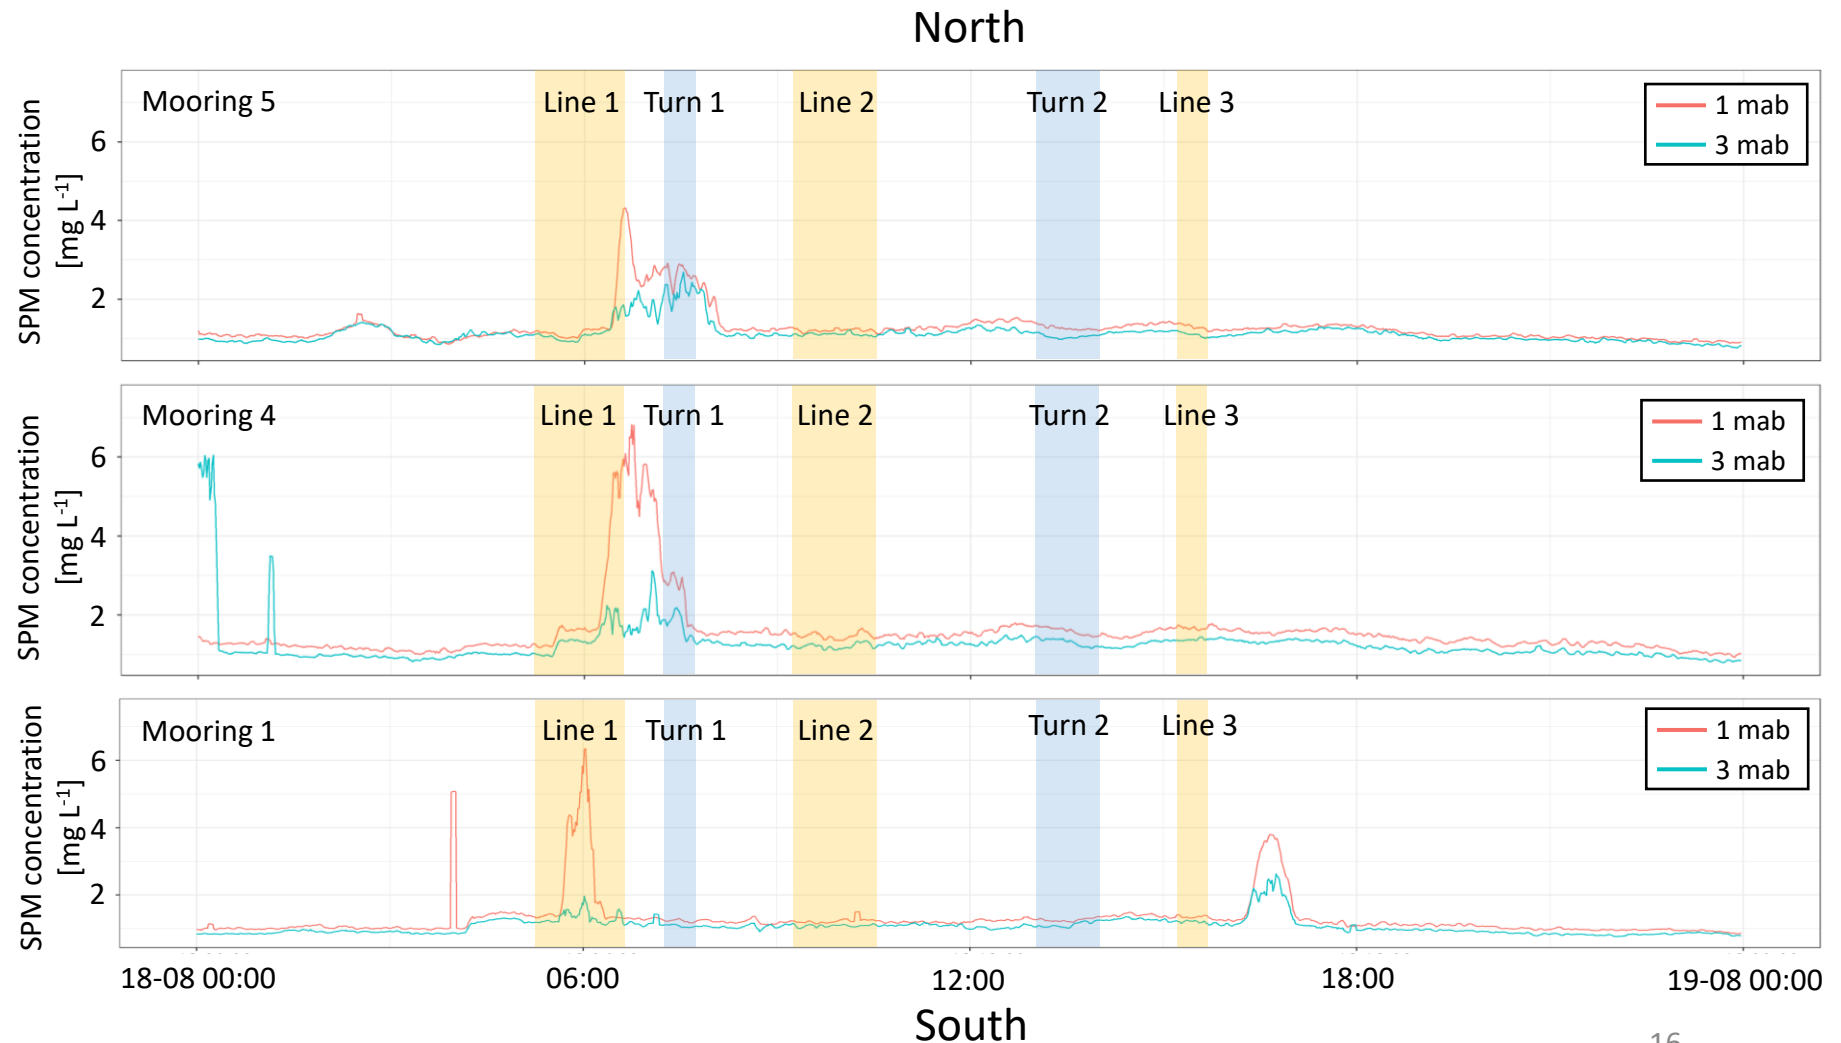 North
Mooring 5
Line 1
Turn 1
Line 2
Turn 2
Line 3
1 mab
3 mab
SPM concentration
[mg L-1]
6
4
2
Mooring 4
Line 1
Turn 1
Line 2
Turn 2
Line 3
1 mab
3 mab
SPM concentration
[mg L-1]
6
4
2
Mooring 1
Line 1
Turn 1
Line 2
Turn 2
Line 3
1 mab
3 mab
SPM concentration
[mg L-1]
6
4
2
18-08 00:00
06:00
12:00
18:00
19-08 00:00
South
16